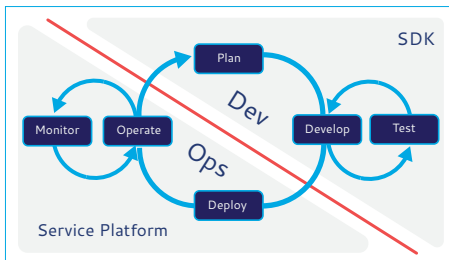 SDK
Plan
Dev
Monitor
Operate
Develop
Test
Ops
Deploy
Service Platform